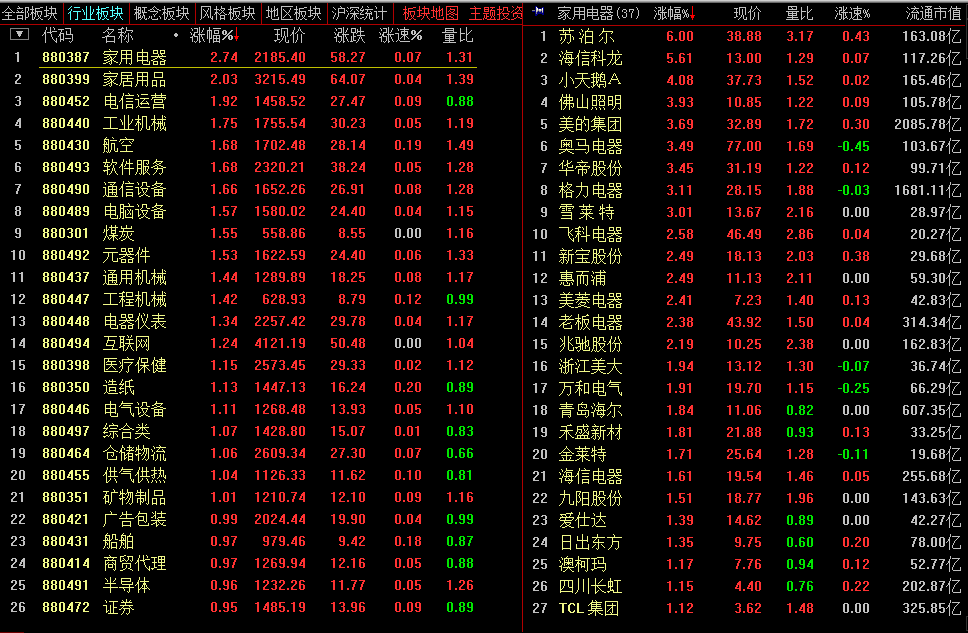 全部板块 行业板块 概念板块 风格板块 地区板块 沪深统计 板块地图 主题投资
代码 名称 涨幅%↓ 现价 涨跌 涨速% 量比
1 880387 家用电器 2.74 2185.40 58.27 0.07 1.31
2 880399 家居用品 2.03 3215.49 64.07 0.04 1.39
3 880452 电信运营 1.92 1458.52 27.47 0.09 0.88
4 880440 工业机械 1.75 1755.54 30.23 0.05 1.19
5 880430 航空 1.68 1702.48 28.14 0.19 1.49
6 880493 软件服务 1.68 2320.21 38.24 0.05 1.28
7 880490 通信设备 1.66 1652.26 26.91 0.08 1.28
8 880489 电脑设备 1.57 1580.02 24.40 0.04 1.15
9 880301 煤炭 1.55 558.86 8.55 0.00 1.16
10 880492 元器件 1.53 1622.59 24.40 0.06 1.33
11 880437 通用机械 1.44 1289.89 18.25 0.08 1.17
12 880447 工程机械 1.42 628.93 8.79 0.12 0.99
13 880448 电器仪表 1.34 2257.42 29.78 0.04 1.17
14 880494 互联网 1.24 4121.19 50.48 0.00 1.04
15 880398 医疗保健 1.15 2573.45 29.33 0.02 1.12
16 880350 造纸 1.13 1447.13 16.24 0.20 0.89
17 880446 电气设备 1.11 1268.48 13.93 0.05 1.10
18 880497 综合类 1.07 1428.80 15.07 0.01 0.83
19 880464 仓储物流 1.06 2609.34 27.30 0.07 0.66
20 880455 供气供热 1.04 1126.33 11.62 0.10 0.81
21 880351 矿物制品 1.01 1210.74 12.10 0.09 1.16
22 880421 广告包装 0.99 2024.44 19.90 0.04 0.99
23 880431 船舶 0.97 979.46 9.42 0.18 0.87
24 880414 商贸代理 0.97 1269.94 12.16 0.05 0.88
25 880491 半导体 0.96 1232.26 11.77 0.05 1.26
26 880472 证券 0.95 1485.19 13.96 0.09 0.89
家用电器(37) 涨幅%↓ 现价 量比 涨速% 流通市值
1 苏泊尔 6.00 38.88 3.17 0.43 163.08亿
2 海信科龙 5.61 13.00 1.29 0.07 117.26亿
3 小天鹅A 4.08 37.73 1.52 0.02 165.46亿
4 佛山照明 3.93 10.85 1.22 0.09 105.78亿
5 美的集团 3.69 32.89 1.72 0.30 2085.78亿
6 奥马电器 3.49 77.00 1.69 -0.45 103.67亿
7 华帝股份 3.45 31.19 1.22 0.12 99.71亿
8 格力电器 3.11 28.15 1.88 -0.03 1681.11亿
9 雪莱特 3.01 13.67 2.16 0.00 28.97亿
10 飞科电器 2.58 46.49 2.86 0.04 20.27亿
11 新宝股份 2.49 18.13 2.03 0.38 29.68亿
12 惠而浦 2.49 11.13 2.11 0.00 59.30亿
13 美菱电器 2.41 7.23 1.40 0.13 42.83亿
14 老板电器 2.38 43.92 1.50 0.04 314.34亿
15 兆驰股份 2.19 10.25 2.38 0.00 162.83亿
16 浙江美大 1.94 13.12 1.30 -0.07 36.74亿
17 万和电气 1.91 19.70 1.15 -0.25 66.29亿
18 青岛海尔 1.84 11.06 0.82 0.00 607.35亿
19 禾盛新材 1.81 21.88 0.93 0.13 33.25亿
20 金莱特 1.71 25.64 1.28 -0.11 19.68亿
21 海信电器 1.61 19.54 1.46 0.05 255.68亿
22 九阳股份 1.51 18.77 1.96 0.00 143.63亿
23 爱仕达 1.39 14.62 0.89 0.00 42.27亿
24 日出东方 1.35 9.75 0.60 0.20 78.00亿
25 澳柯玛 1.17 7.76 0.94 0.12 52.77亿
26 四川长虹 1.15 4.40 0.76 0.22 202.87亿
27 TCL集团 1.12 3.62 1.48 0.00 325.85亿